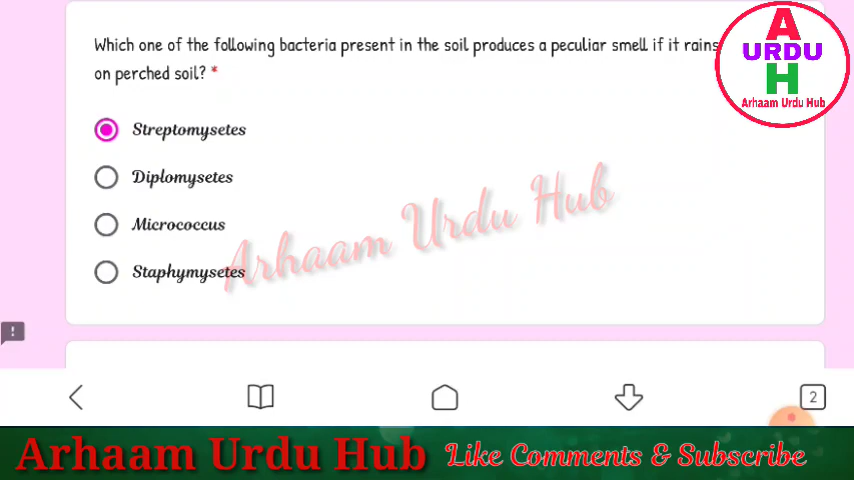 Which one of the following bacteria present in the soil produces a peculiar smell if it rains
on perched soil? *
Streptomysetes
Diplomysetes
Micrococcus
Staphymysetes
Arhaam Urdu Hub
A
URDU
H
Arhaam Urdu Hub
!
2
Arhaam Urdu Hub Like Comments & Subscribe